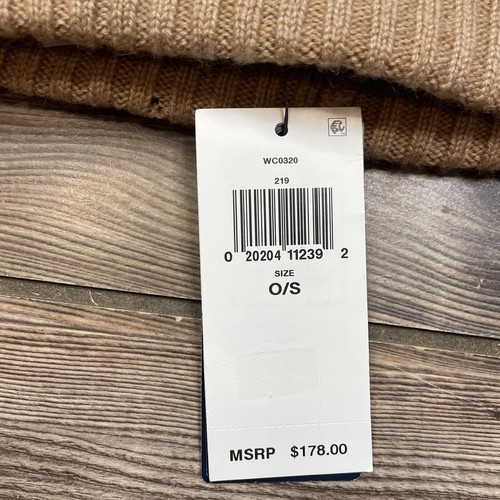 WC0320
219
0 20204 11239 2
SIZE
O/S
MSRP $178.00